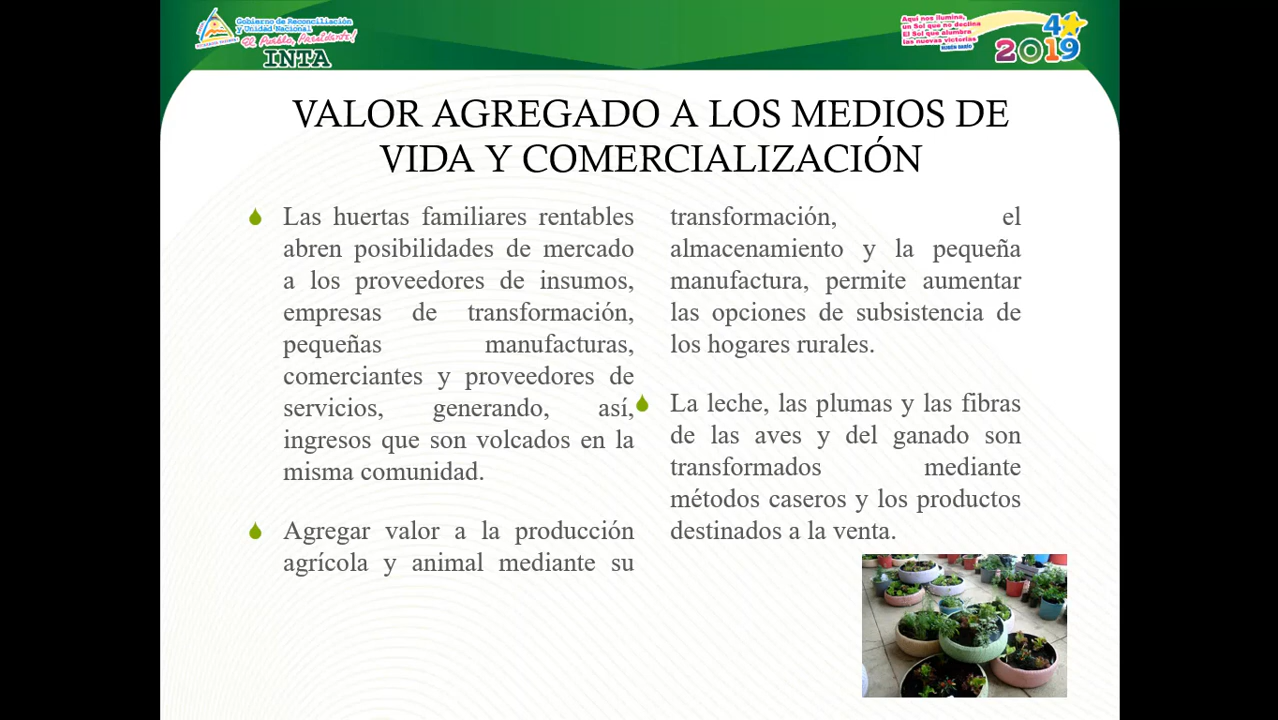 Gobierno de Reconciliación
y Unidad Nacional
El Pueblo, Presidente!
INTA
Aquí nos ilumina,
un Sol que no declina
El Sol que alumbra
las nuevas victorias
RUBÉN DARÍO
4
2019
VALOR AGREGADO A LOS MEDIOS DE
VIDA Y COMERCIALIZACIÓN
Las huertas familiares rentables
abren posibilidades de mercado
a los proveedores de insumos,
empresas de transformación,
pequeñas manufacturas,
comerciantes y proveedores de
servicios, generando, así,
ingresos que son volcados en la
misma comunidad.
Agregar valor a la producción
agrícola y animal mediante su
transformación, el
almacenamiento y la pequeña
manufactura, permite aumentar
las opciones de subsistencia de
los hogares rurales.
La leche, las plumas y las fibras
de las aves y del ganado son
transformados mediante
métodos caseros y los productos
destinados a la venta.